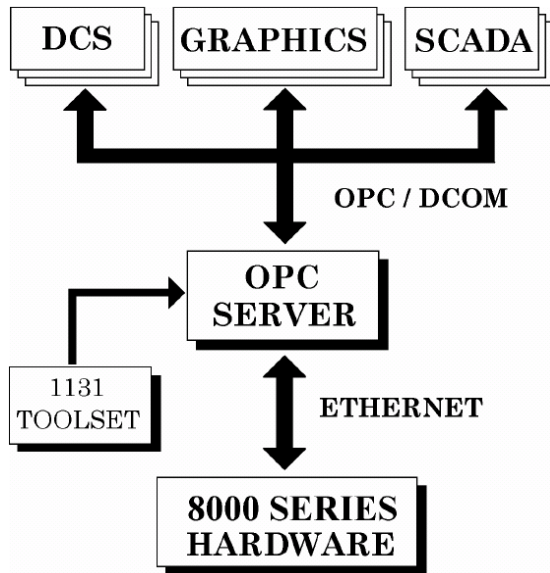 DCS
GRAPHICS
SCADA
OPC / DCOM
OPC
SERVER
1131
TOOLSET
ETHERNET
8000 SERIES
HARDWARE